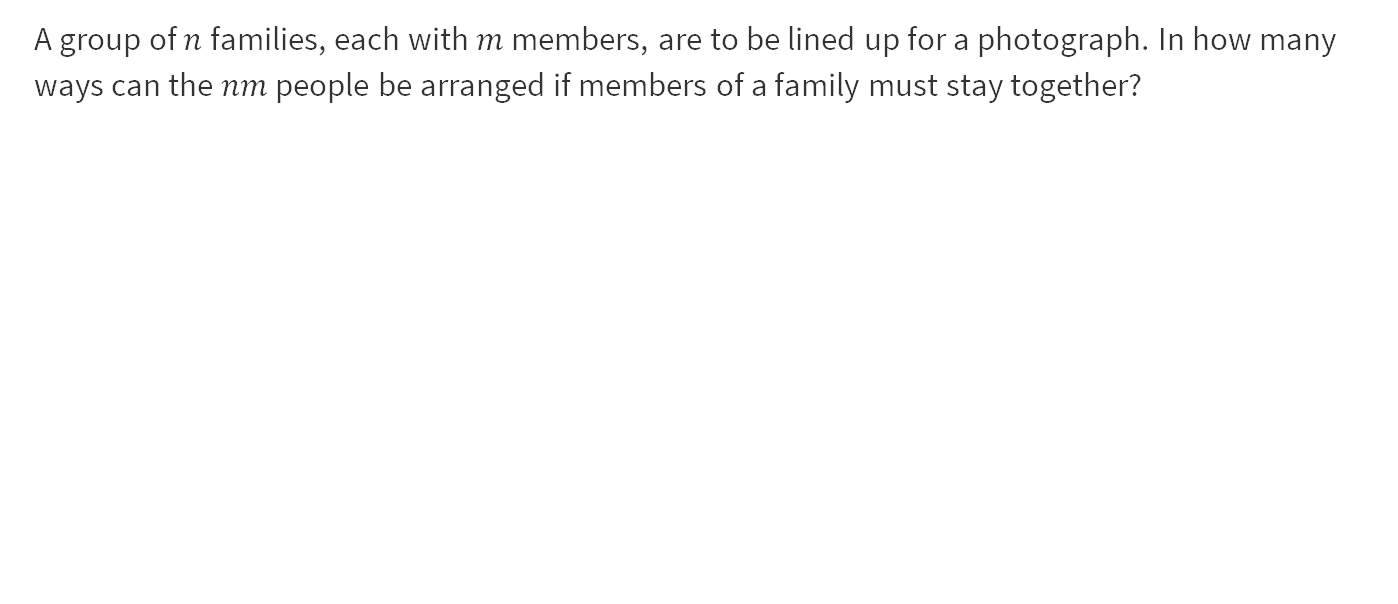 A group of n families, each with m members, are to be lined up for a photograph. In how many
ways can the nm people be arranged if members of a family must stay together?